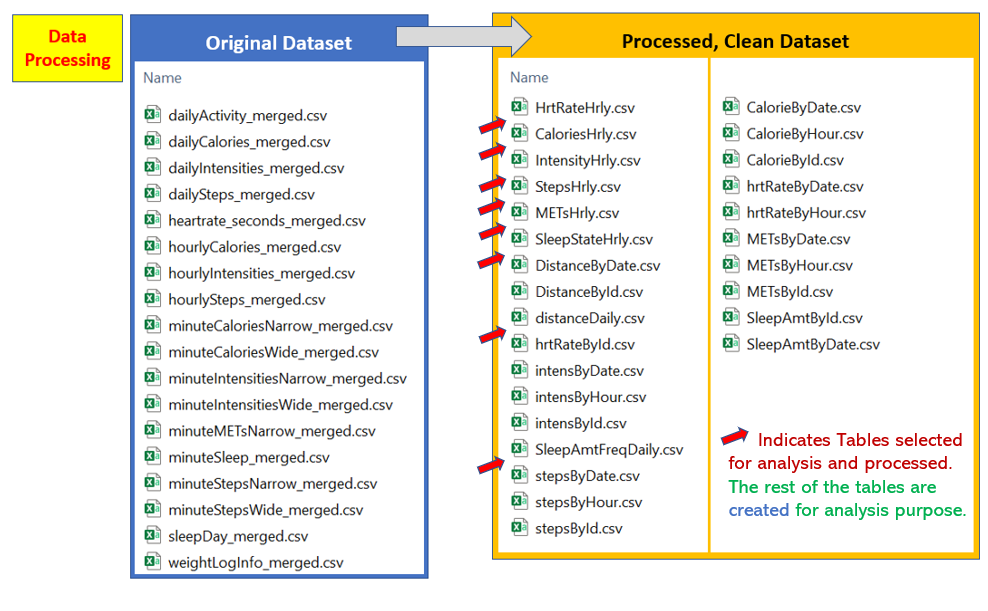 Data
Processing
Original Dataset
Name
dailyActivity_merged.csv
dailyCalories_merged.csv
dailyIntensities_merged.csv
dailySteps_merged.csv
heartrate_seconds_merged.csv
hourlyCalories_merged.csv
hourlyIntensities_merged.csv
hourlySteps_merged.csv
minuteCaloriesNarrow_merged.csv
minuteCaloriesWide_merged.csv
minuteIntensitiesNarrow_merged.csv
minuteIntensitiesWide_merged.csv
minuteMETsNarrow_merged.csv
minuteSleep_merged.csv
minuteStepsNarrow_merged.csv
minuteStepsWide_merged.csv
sleepDay_merged.csv
weightLogInfo_merged.csv
Processed, Clean Dataset
Name
HrtRateHrly.csv
CaloriesHrly.csv
IntensityHrly.csv
StepsHrly.csv
METsHrly.csv
SleepStateHrly.csv
DistanceByDate.csv
DistanceById.csv
distanceDaily.csv
hrtRateById.csv
intensByDate.csv
intensByHour.csv
intensById.csv
SleepAmtFreqDaily.csv
stepsByDate.csv
stepsByHour.csv
stepsById.csv
CalorieByDate.csv
CalorieByHour.csv
CalorieById.csv
hrtRateByDate.csv
hrtRateByHour.csv
METsByDate.csv
METsByHour.csv
METsById.csv
SleepAmtById.csv
SleepAmtByDate.csv
Indicates Tables selected
for analysis and processed.
The rest of the tables are
created for analysis purpose.